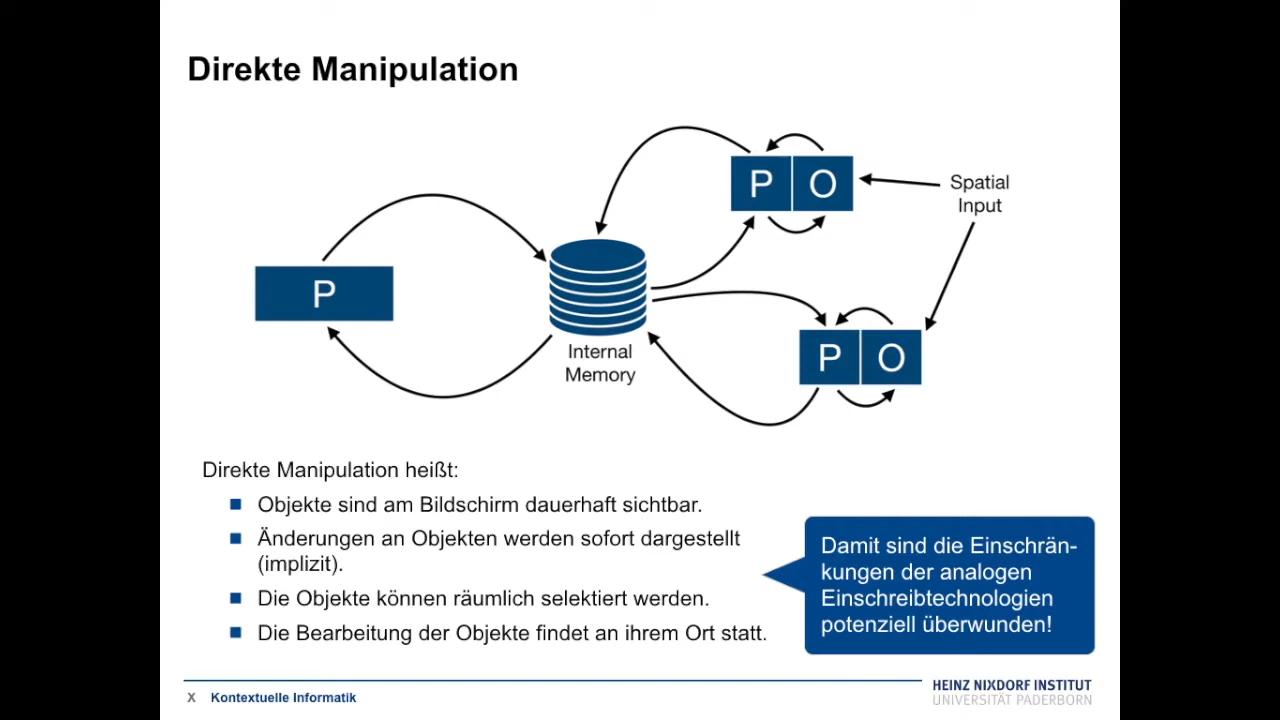 Direkte Manipulation
P O
Spatial
Input
P
Internal
Memory
P O
Direkte Manipulation heißt:
Objekte sind am Bildschirm dauerhaft sichtbar.
Änderungen an Objekten werden sofort dargestellt
(implizit).
Die Objekte können räumlich selektiert werden.
Die Bearbeitung der Objekte findet an ihrem Ort statt.
Damit sind die Einschrän-
kungen der analogen
Einschreibtechnologien
potenziell überwunden!
X Kontextuelle Informatik
HEINZ NIXDORF INSTITUT
UNIVERSITÄT PADERBORN